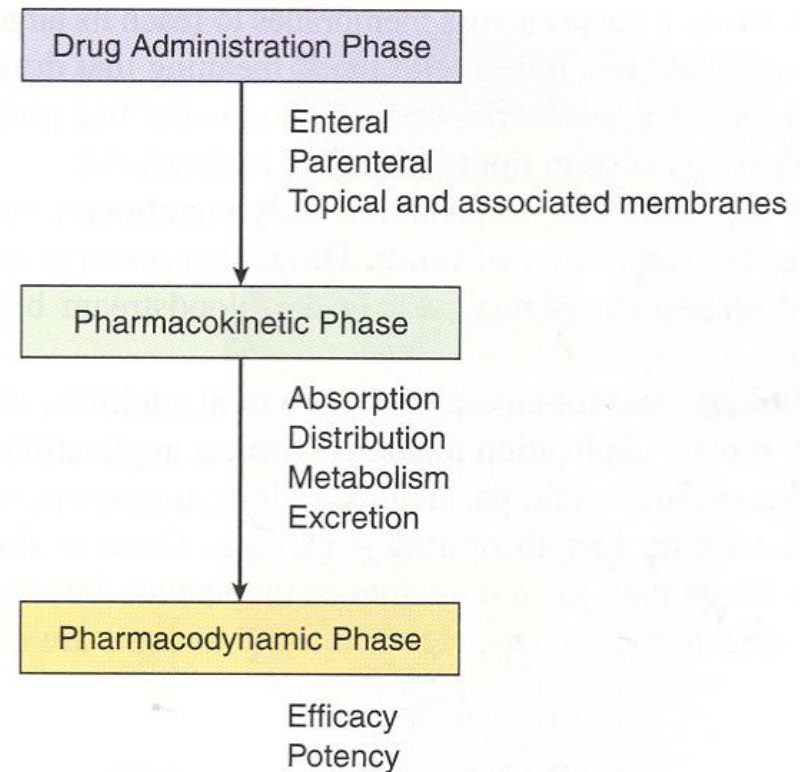 Drug Administration Phase
Enteral
Parenteral
Topical and associated membranes
Pharmacokinetic Phase
Absorption
Distribution
Metabolism
Excretion
Pharmacodynamic Phase
Efficacy
Potency